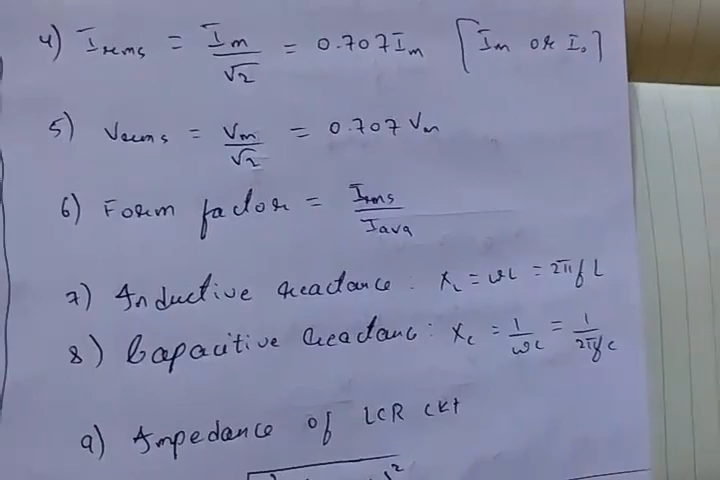 4) Irms = Im/√2 = 0.707 Im [Im or I₀]
5) Vrms = Vm/√2 = 0.707 Vm
6) Form factor = Irms/Iava
7) Inductive reactance : XL = ωL = 2πfL
8) Capacitive reactanc : Xc = 1/ωc = 1/2πfc
9) Impedance of LCR ckt